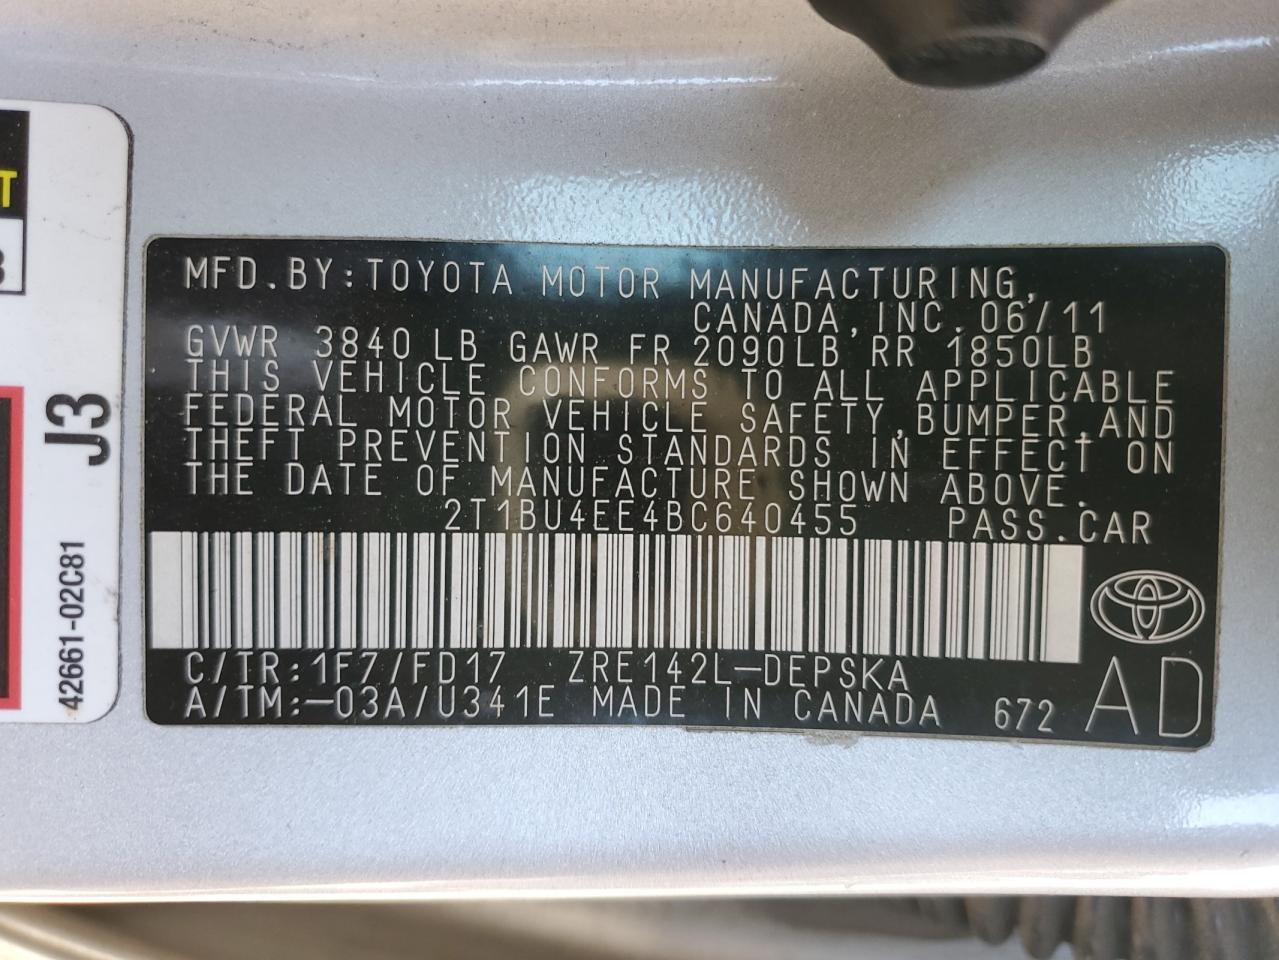 MFD.BY:TOYOTA MOTOR MANUFACTURING,
CANADA,INC.06/11
GVWR 3840 LB GAWR FR 2090LB RR 1850LB
THIS VEHICLE CONFORMS TO ALL APPLICABLE
FEDERAL MOTOR VEHICLE SAFETY,BUMPER,AND
THEFT PREVENTION STANDARDS IN EFFECT ON
THE DATE OF MANUFACTURE SHOWN ABOVE.
2T1BU4EE4BC640455 PASS.CAR
C/TR:1F7/FD17 ZRE142L-DEPSKA
A/TM:-03A/U341E MADE IN CANADA 672
AD
J3
42661-02C81
T